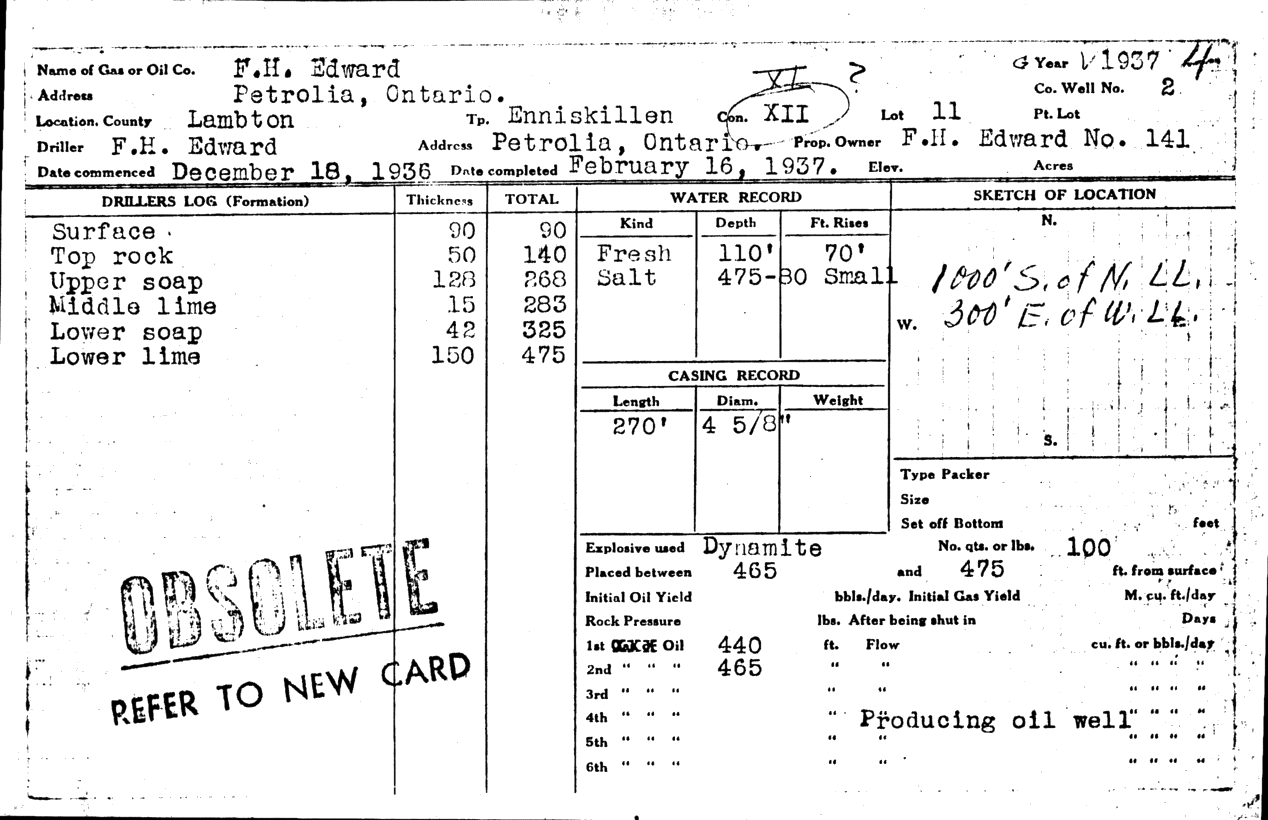 Name of Gas or Oil Co. F.H. Edward G Year V 1937 4
Address Petrolia, Ontario. Co. Well No. 2
XI ?
Location. County Lambton Tp. Enniskillen Con. XII Lot 11 Pt. Lot
Driller F.H. Edward Address Petrolia, Ontario. Prop. Owner F.H. Edward No. 141
Date commenced December 18, 1936 Date completed February 16, 1937. Elev. Acres
DRILLERS LOG (Formation) Thickness TOTAL
Surface 90 90
Top rock 50 140
Upper soap 128 268
Middle lime 15 283
Lower soap 42 325
Lower lime 150 475
WATER RECORD
Kind Depth Ft. Rises
Fresh 110' 70'
Salt 475-80 Small
CASING RECORD
Length Diam. Weight
270' 4 5/8"
SKETCH OF LOCATION
N.
1000' S. of N. LL.
W. 300' E. of W. LL.
S.
Type Packer
Size
Set off Bottom feet
Explosive used Dynamite No. qts. or lbs. 100
Placed between 465 and 475 ft. from surface
Initial Oil Yield bbls./day. Initial Gas Yield M. cu. ft./day
Rock Pressure lbs. After being shut in Days
1st Oil 440 ft. Flow cu. ft. or bbls./day
2nd " " " 465 " " " " " "
3rd " " " " " " " " "
4th " " " " " Producing oil well " " " "
5th " " " " " " " " "
6th " " " " " " " " "
OBSOLETE
REFER TO NEW CARD